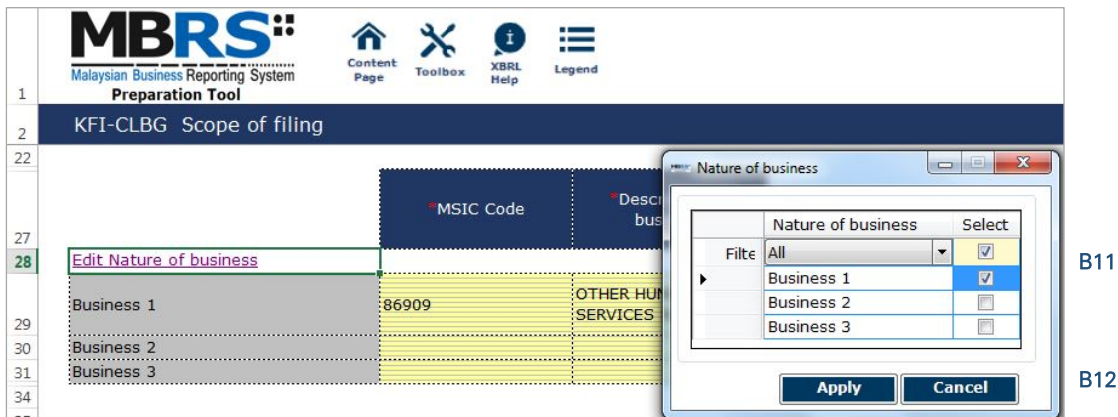 MBRS
Malaysian Business Reporting System
Preparation Tool
Content Page
Toolbox
XBRL Help
Legend
1
2 KFI-CLBG Scope of filing
22
27 *MSIC Code
28 Edit Nature of business
29 Business 1 86909 OTHER
SERVICES
30 Business 2
31 Business 3
34
Nature of business
Nature of business Select
Filte All
Business 1
Business 2
Business 3
Apply Cancel
B11
B12